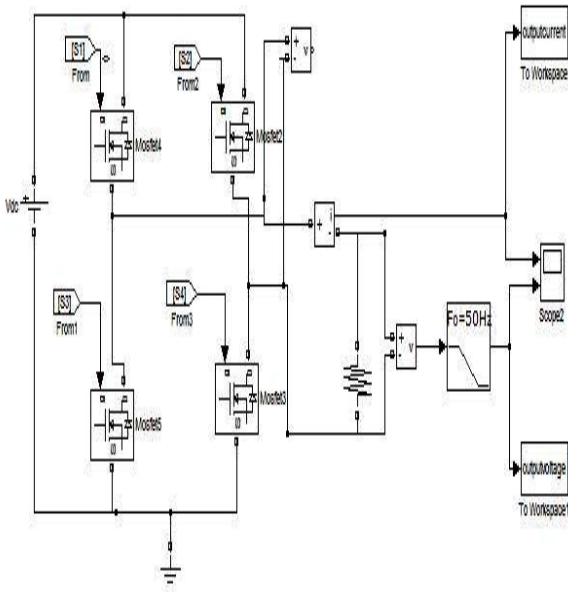 outputcurrent
To Workspace
[S1]
From
[S2]
From2
+
-
v
Mosfet4
Mosfet2
Vdc
+
+
i
-
Scope2
[S3]
From1
[S4]
From3
Fo=50Hz
+
-
v
Mosfet5
Mosfet3
outputvoltage
To Workspace1